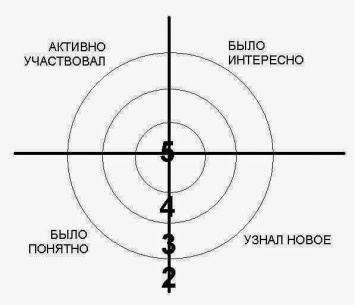 АКТИВНО
УЧАСТВОВАЛ
БЫЛО
ИНТЕРЕСНО
5
4
БЫЛО
ПОНЯТНО
3
УЗНАЛ НОВОЕ
2